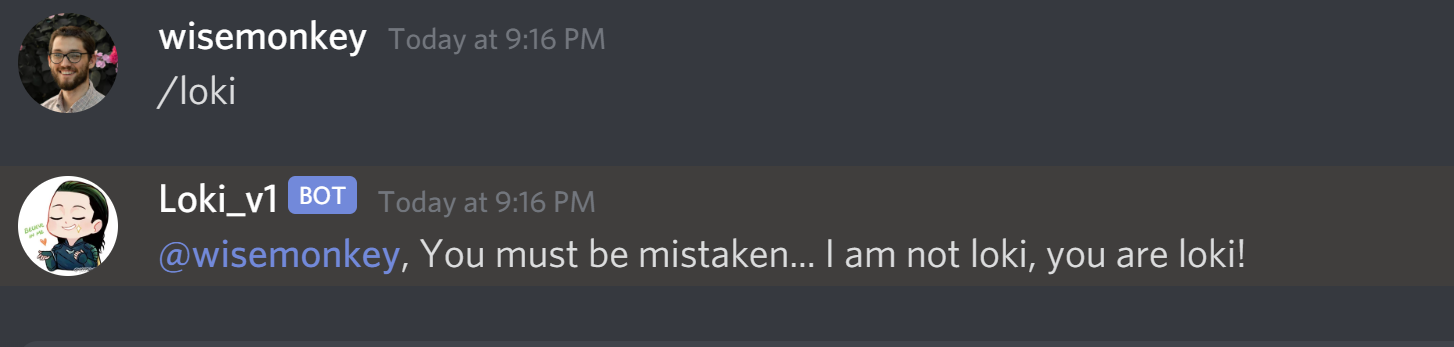 wisemonkey Today at 9:16 PM
/loki
Loki_v1 BOT Today at 9:16 PM
@wisemonkey, You must be mistaken... I am not loki, you are loki!